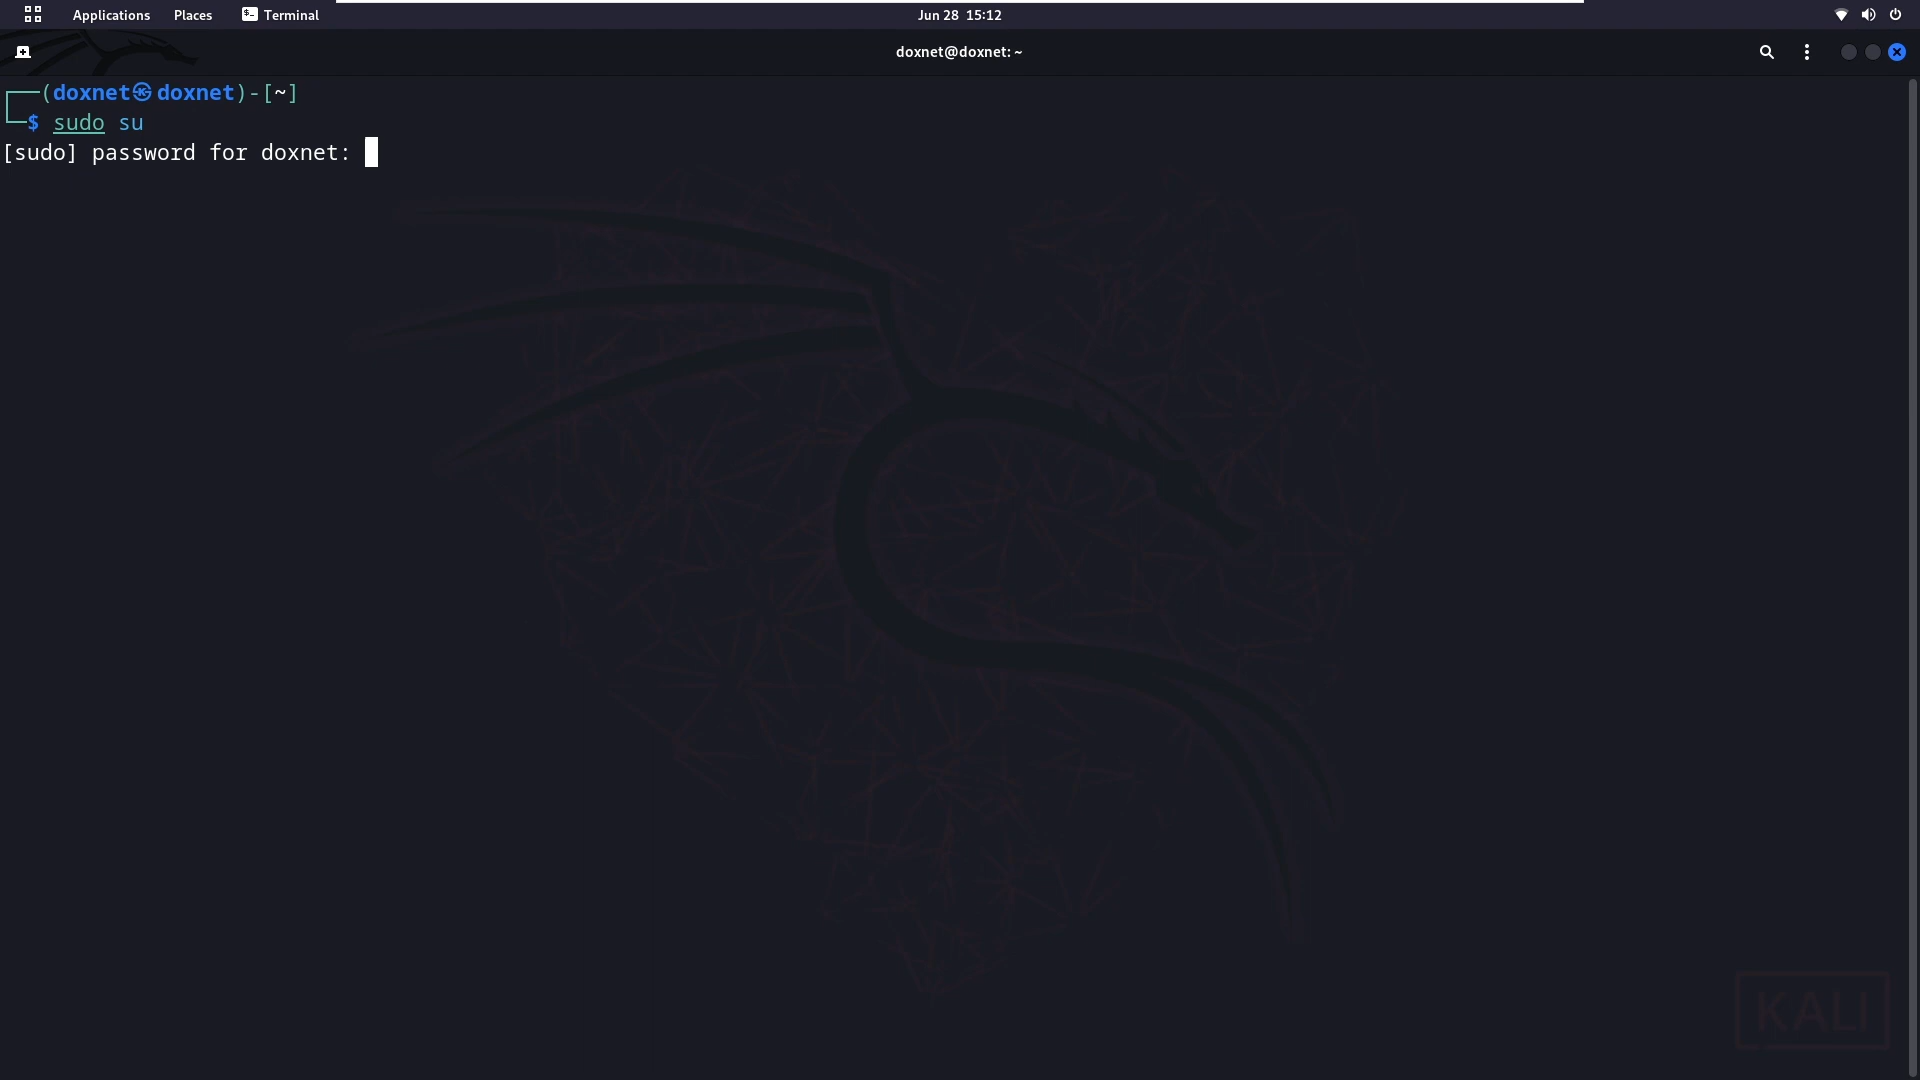 Applications Places Terminal Jun 28 15:12
doxnet@doxnet: ~
┌──(doxnet㉿doxnet)-[~]
└─$ sudo su
[sudo] password for doxnet:
KALI